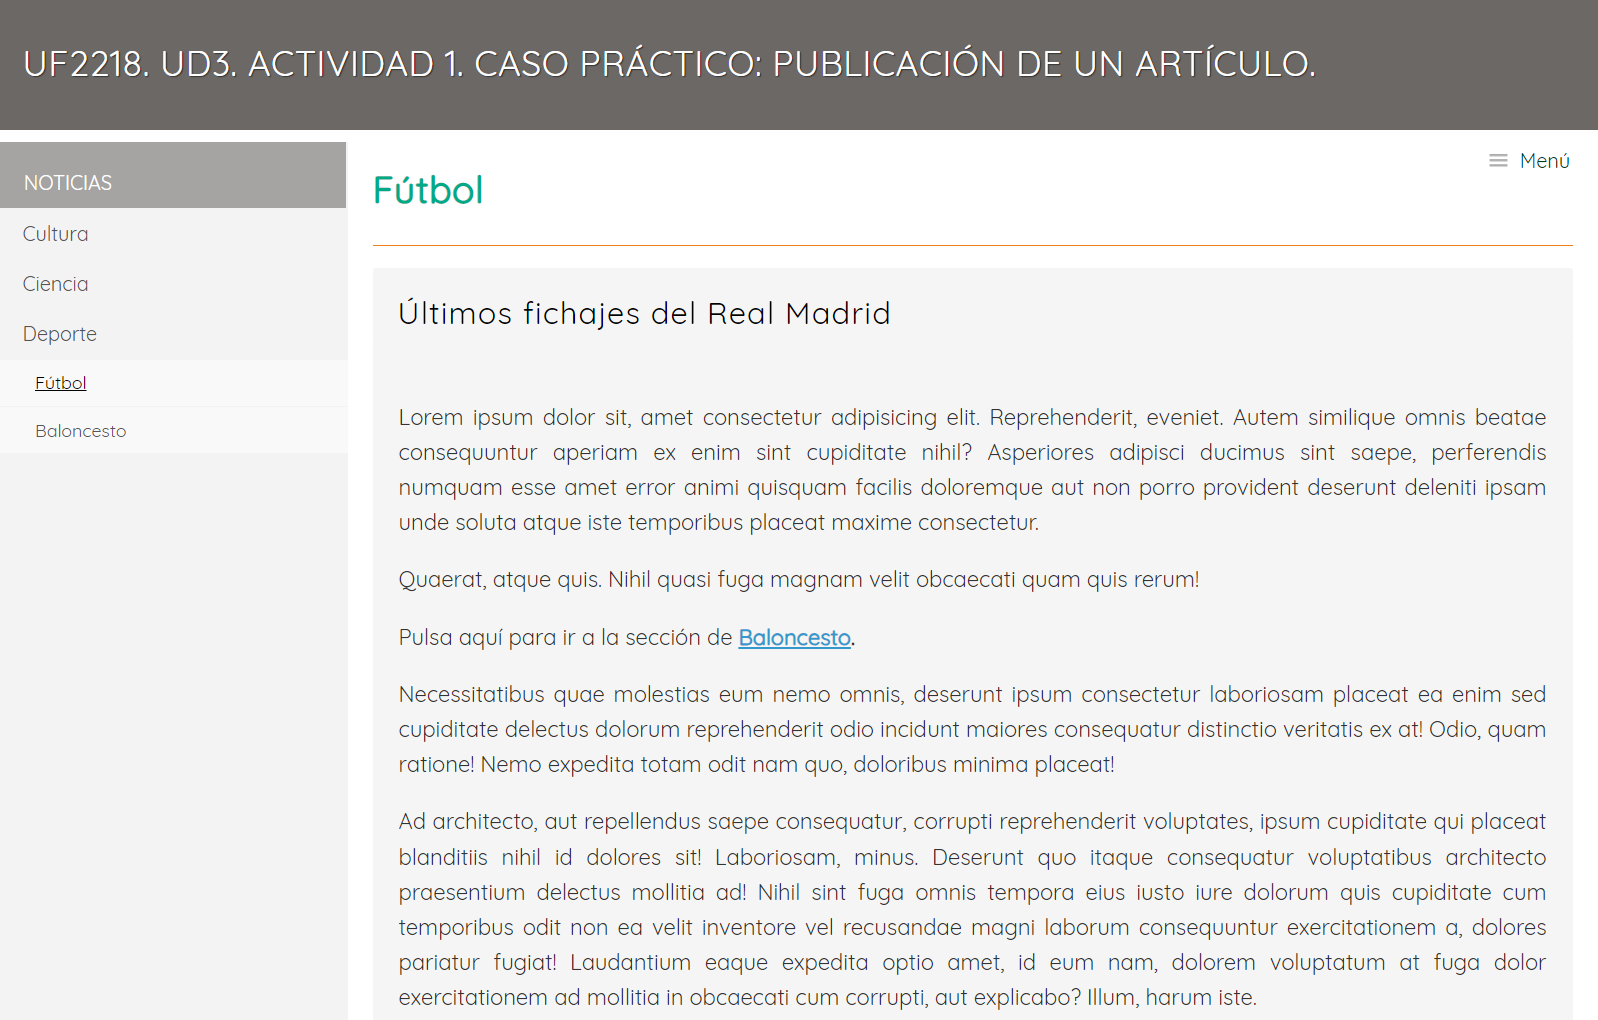 UF2218. UD3. ACTIVIDAD 1. CASO PRÁCTICO: PUBLICACIÓN DE UN ARTÍCULO.
NOTICIAS
Cultura
Ciencia
Deporte
Fútbol
Baloncesto
Menú
Fútbol
Últimos fichajes del Real Madrid
Lorem ipsum dolor sit, amet consectetur adipisicing elit. Reprehenderit, eveniet. Autem similique omnis beatae
consequuntur aperiam ex enim sint cupiditate nihil? Asperiores adipisci ducimus sint saepe, perferendis
numquam esse amet error animi quisquam facilis doloremque aut non porro provident deserunt deleniti ipsam
unde soluta atque iste temporibus placeat maxime consectetur.
Quaerat, atque quis. Nihil quasi fuga magnam velit obcaecati quam quis rerum!
Pulsa aquí para ir a la sección de Baloncesto.
Necessitatibus quae molestias eum nemo omnis, deserunt ipsum consectetur laboriosam placeat ea enim sed
cupiditate delectus dolorum reprehenderit odio incidunt maiores consequatur distinctio veritatis ex at! Odio, quam
ratione! Nemo expedita totam odit nam quo, doloribus minima placeat!
Ad architecto, aut repellendus saepe consequatur, corrupti reprehenderit voluptates, ipsum cupiditate qui placeat
blanditiis nihil id dolores sit! Laboriosam, minus. Deserunt quo itaque consequatur voluptatibus architecto
praesentium delectus mollitia ad! Nihil sint fuga omnis tempora eius iusto iure dolorum quis cupiditate cum
temporibus odit non ea velit inventore vel recusandae magni laborum consequuntur exercitationem a, dolores
pariatur fugiat! Laudantium eaque expedita optio amet, id eum nam, dolorem voluptatum at fuga dolor
exercitationem ad mollitia in obcaecati cum corrupti, aut explicabo? Illum, harum iste.